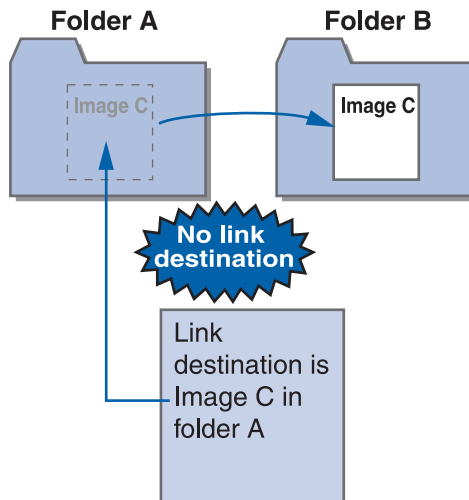 Folder A
Folder B
Image C
Image C
No link
destination
Link
destination is
Image C in
folder A